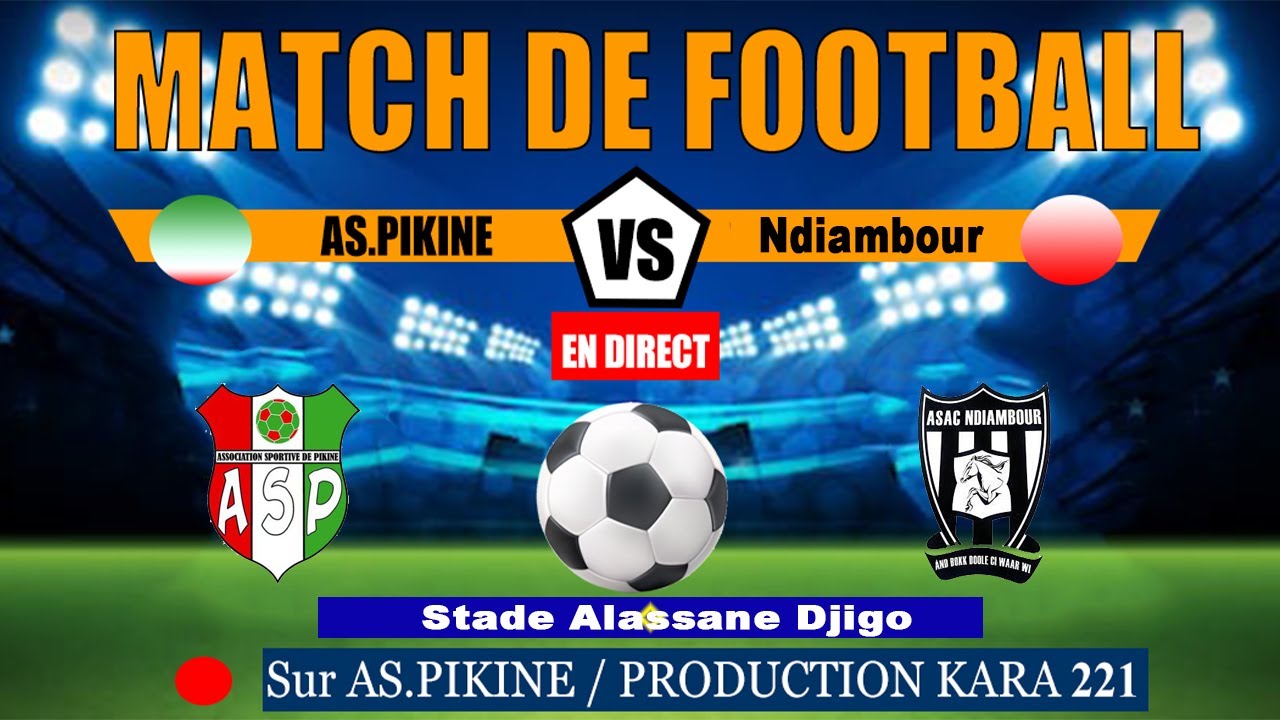 MATCH DE FOOTBALL
AS.PIKINE VS Ndiambour
EN DIRECT
ASSOCIATION SPORTIVE DE PIKINE
ASP
ASAC NDIAMBOUR
AND BOKK DOOLE CI WAAR WI
Stade Alassane Djigo
Sur AS.PIKINE / PRODUCTION KARA 221